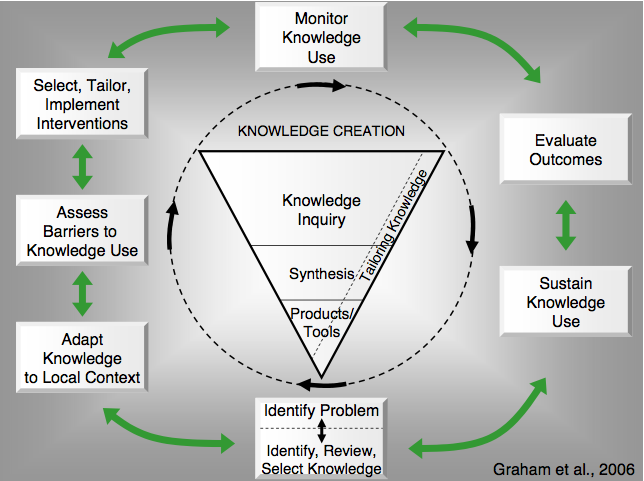 Monitor
Knowledge
Use
Select, Tailor,
Implement
Interventions
KNOWLEDGE CREATION
Evaluate
Outcomes
Knowledge
Inquiry
Tailoring Knowledge
Assess
Barriers to
Knowledge Use
Synthesis
Sustain
Knowledge
Use
Products/
Tools
Adapt
Knowledge
to Local Context
Identify Problem
Identify, Review,
Select Knowledge
Graham et al., 2006